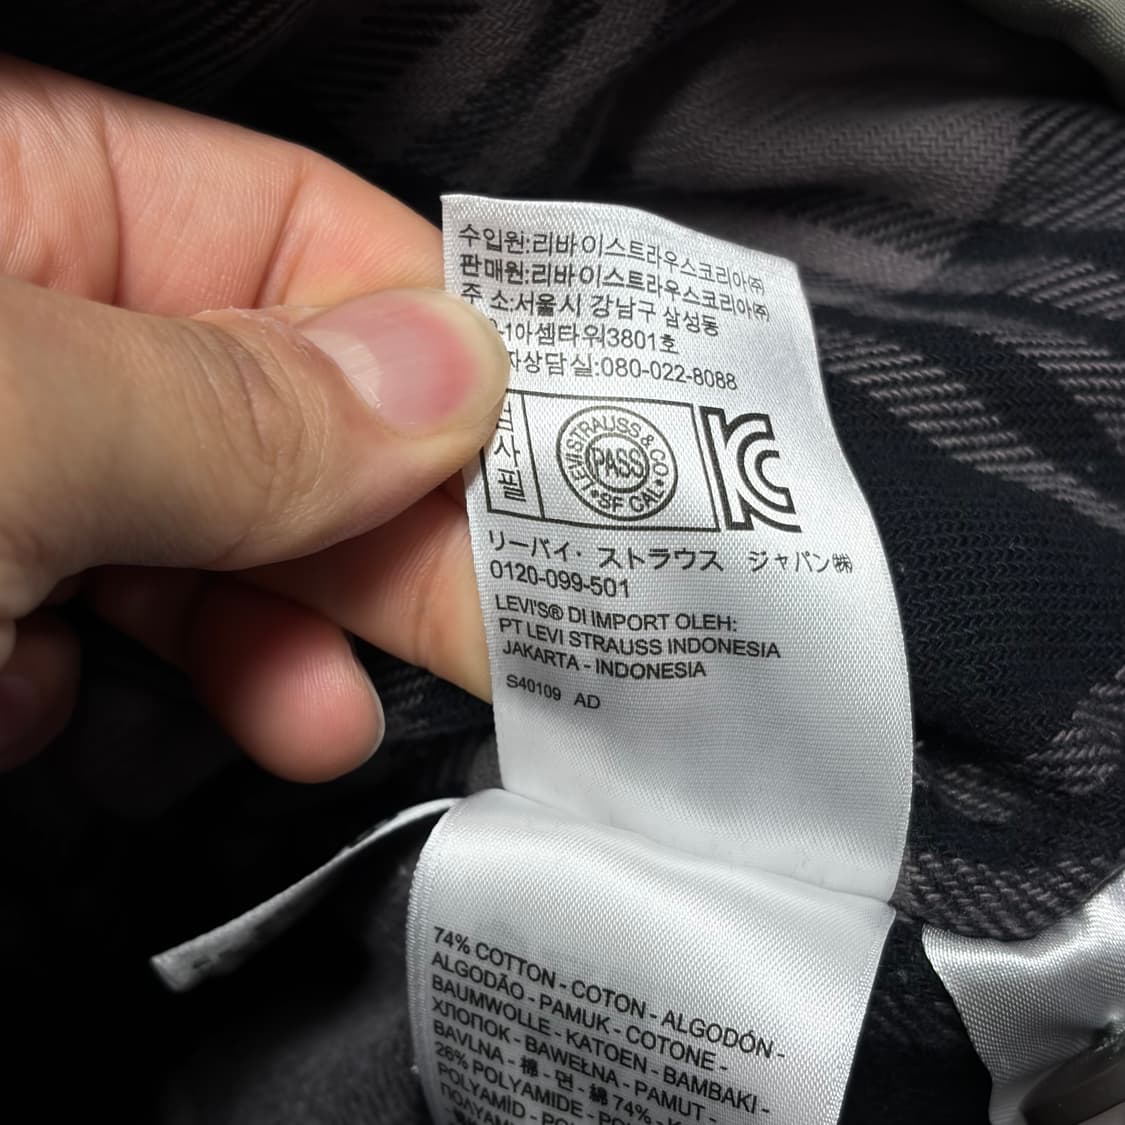 수입원:리바이스트라우스코리아㈜
판매원:리바이스트라우스코리아㈜
주 소:서울시 강남구 삼성동
-1아셈타워3801호
자상담실:080-022-8088
검사필
LEVI STRAUSS & CO.
PASS
SF CAL
リーバイ・ストラウス ジャパン㈱
0120-099-501
LEVI'S® DI IMPORT OLEH:
PT LEVI STRAUSS INDONESIA
JAKARTA - INDONESIA
S40109 AD
74% COTTON - COTON - ALGODÓN -
ALGODÃO - PAMUK - COTONE -
BAUMWOLLE - KATOEN - BAMBAKI -
ХЛОПОК - BAWEŁNA - PAMUT -
BAVLNA - 棉 - 면 - 綿 74% -
26% POLYAMIDE -
POLYAMID -